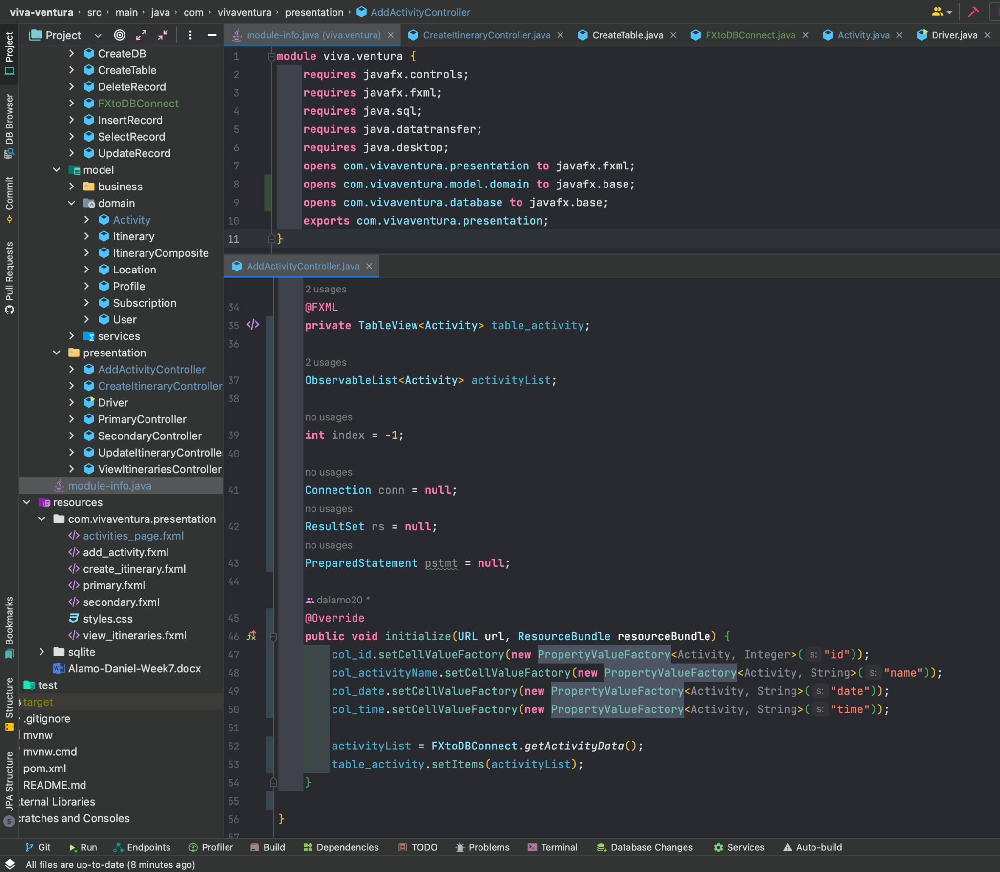 viva-ventura › src › main › java › com › vivaventura › presentation › AddActivityController
Project
DB Browser
Commit
Pull Requests
Bookmarks
Structure
JPA Structure
Project
CreateDB
CreateTable
DeleteRecord
FXtoDBConnect
InsertRecord
SelectRecord
UpdateRecord
model
business
domain
Activity
Itinerary
ItineraryComposite
Location
Profile
Subscription
User
services
presentation
AddActivityController
CreateItineraryController
Driver
PrimaryController
SecondaryController
UpdateItineraryControlle
ViewItinerariesController
module-info.java
resources
com.vivaventura.presentation
activities_page.fxml
add_activity.fxml
create_itinerary.fxml
primary.fxml
secondary.fxml
styles.css
view_itineraries.fxml
sqlite
Alamo-Daniel-Week7.docx
test
target
.gitignore
mvnw
mvnw.cmd
pom.xml
README.md
ternal Libraries
cratches and Consoles
module-info.java (viva.ventura) CreateItineraryController.java CreateTable.java FXtoDBConnect.java Activity.java Driver.java
1 module viva.ventura {
2 requires javafx.controls;
3 requires javafx.fxml;
4 requires java.sql;
5 requires java.datatransfer;
6 requires java.desktop;
7 opens com.vivaventura.presentation to javafx.fxml;
8 opens com.vivaventura.model.domain to javafx.base;
9 opens com.vivaventura.database to javafx.base;
10 exports com.vivaventura.presentation;
11 }
AddActivityController.java
2 usages
34 @FXML
35 private TableView<Activity> table_activity;
36
2 usages
37 ObservableList<Activity> activityList;
38
no usages
39 int index = -1;
40
no usages
41 Connection conn = null;
no usages
42 ResultSet rs = null;
no usages
43 PreparedStatement pstmt = null;
44
dalamo20 *
45 @Override
46 public void initialize(URL url, ResourceBundle resourceBundle) {
47 col_id.setCellValueFactory(new PropertyValueFactory<Activity, Integer>( s: "id"));
48 col_activityName.setCellValueFactory(new PropertyValueFactory<Activity, String>( s: "name"));
49 col_date.setCellValueFactory(new PropertyValueFactory<Activity, String>( s: "date"));
50 col_time.setCellValueFactory(new PropertyValueFactory<Activity, String>( s: "time"));
51
52 activityList = FXtoDBConnect.getActivityData();
53 table_activity.setItems(activityList);
54 }
55
56 }
57
Git Run Endpoints Profiler Build Dependencies TODO Problems Terminal Database Changes Services Auto-build
All files are up-to-date (8 minutes ago)